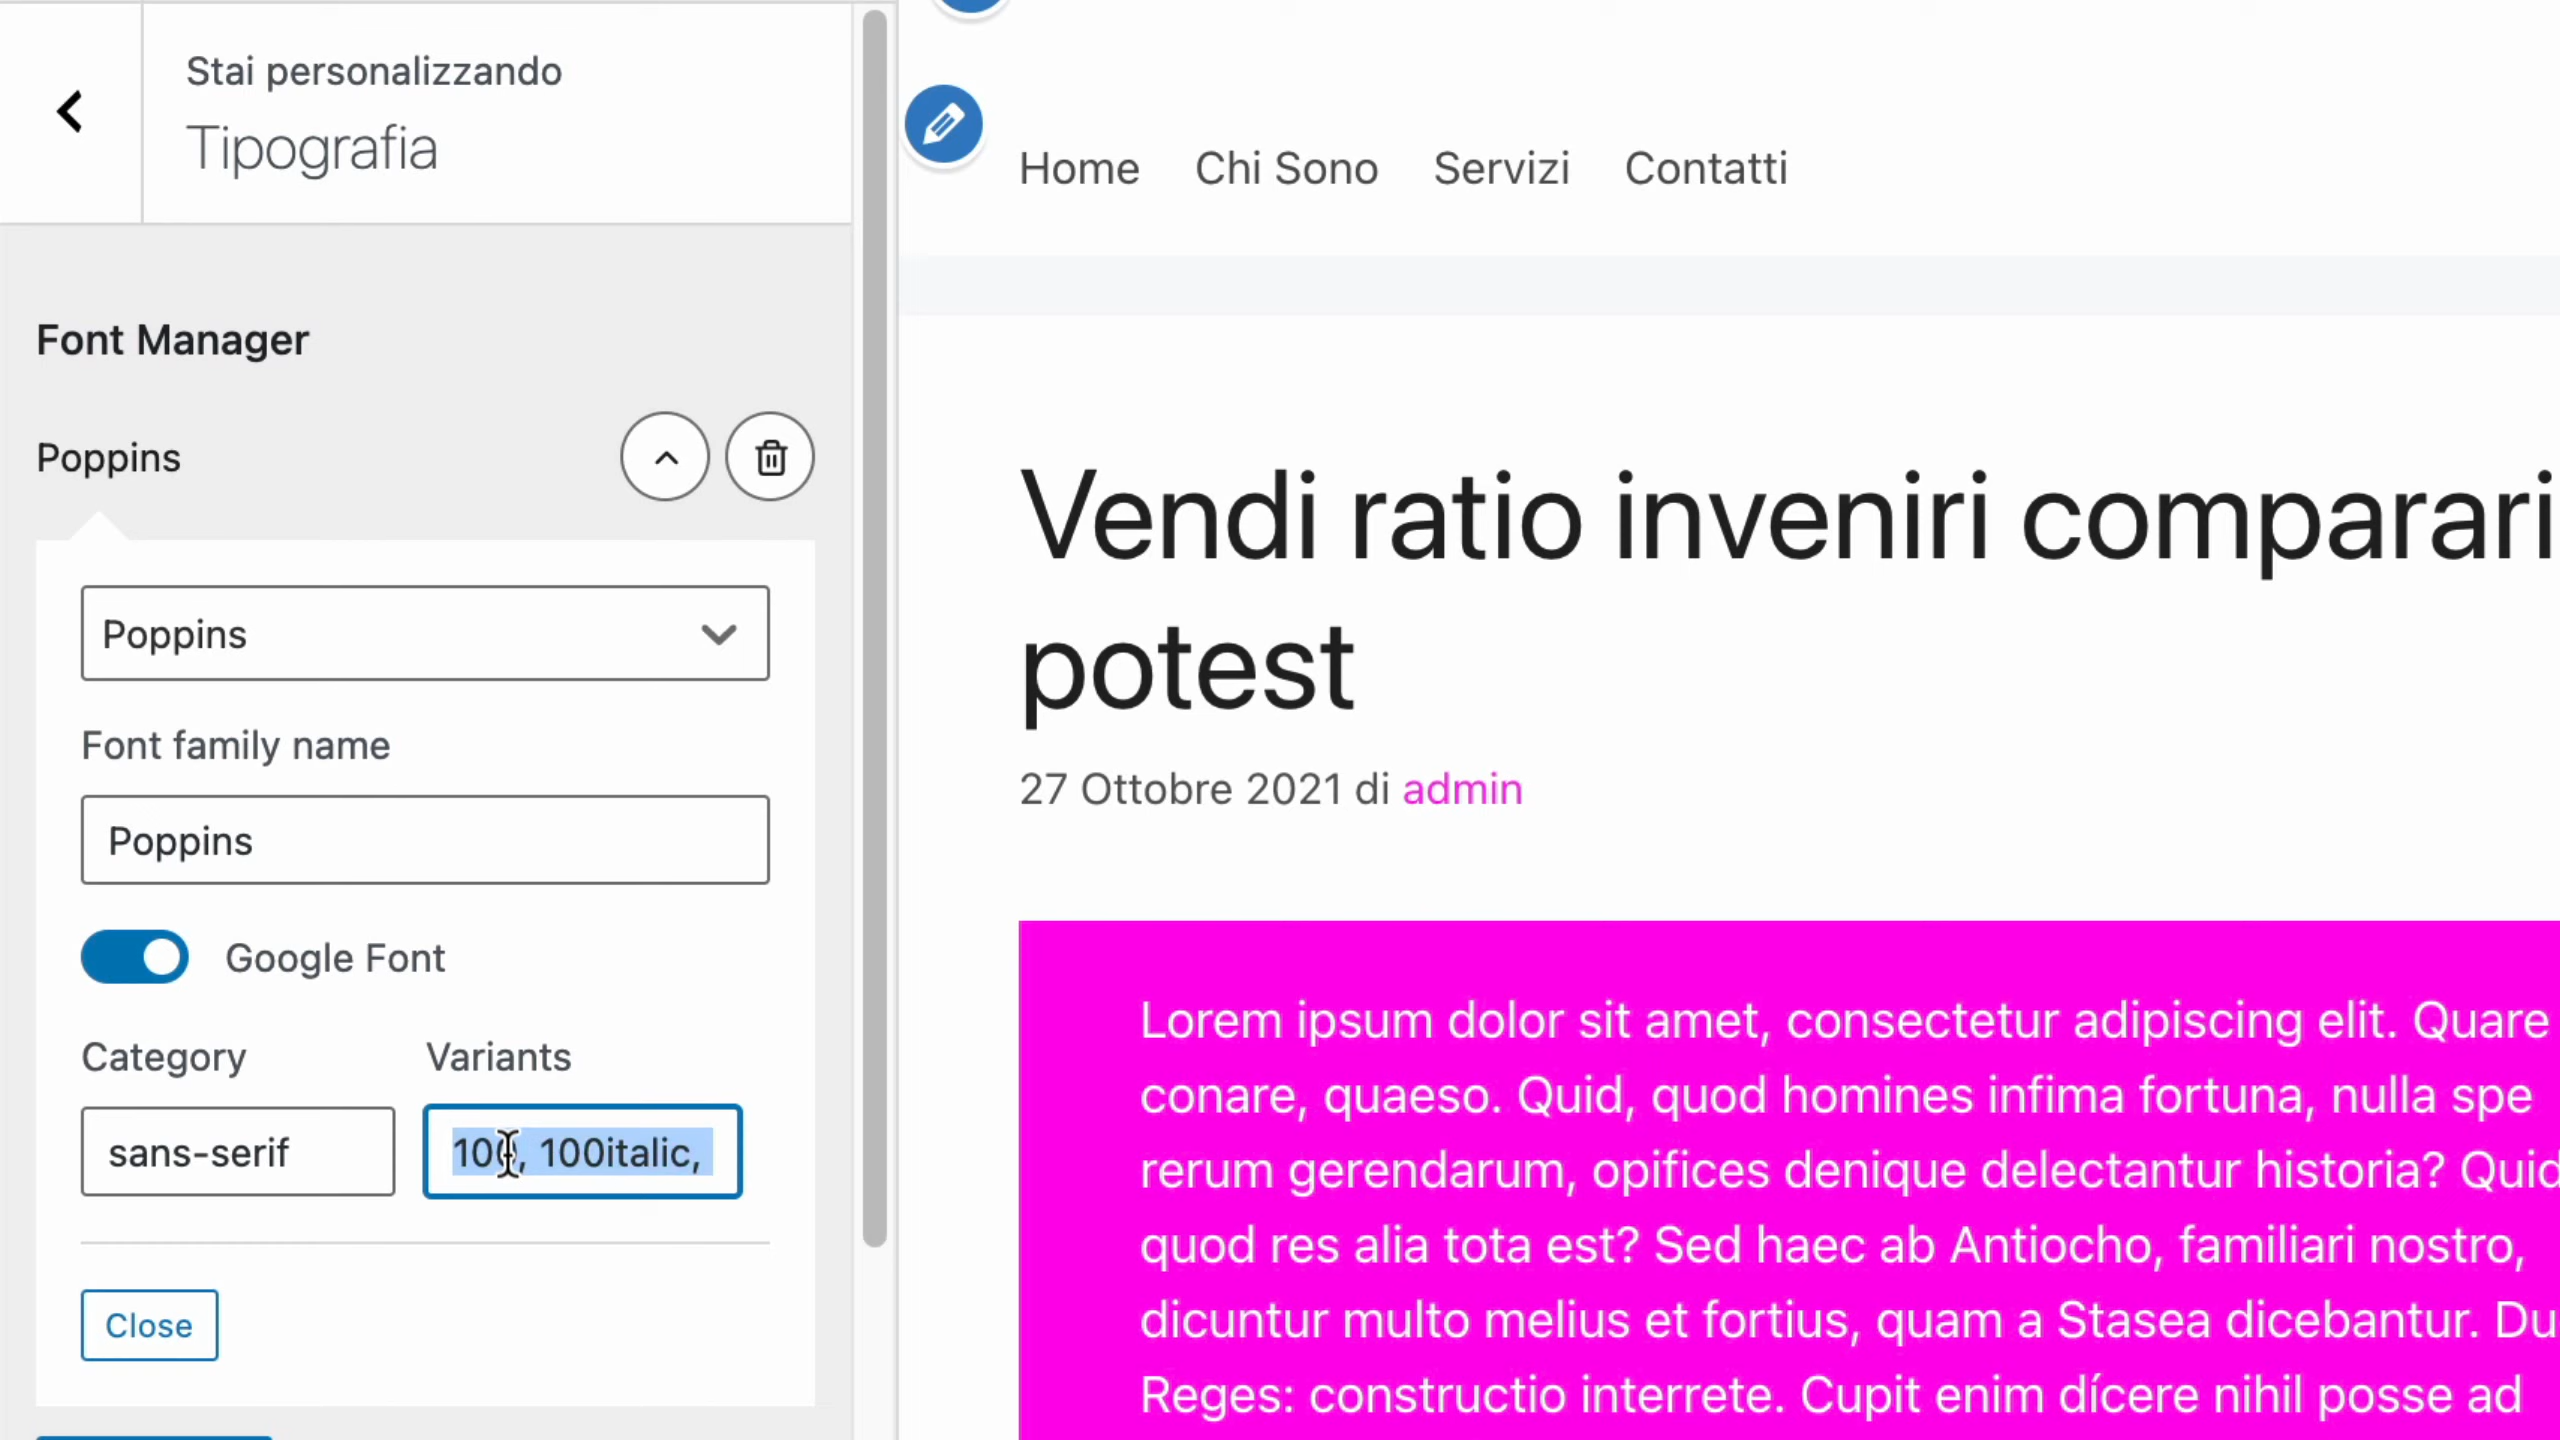 Stai personalizzando
Tipografia
Font Manager
Poppins
Poppins
Font family name
Poppins
Google Font
Category
Variants
sans-serif
100, 100italic,
Close
Home
Chi Sono
Servizi
Contatti
Vendi ratio inveniri comparari
potest
27 Ottobre 2021 di admin
Lorem ipsum dolor sit amet, consectetur adipiscing elit. Quare
conare, quaeso. Quid, quod homines infima fortuna, nulla spe
rerum gerendarum, opifices denique delectantur historia? Quid
quod res alia tota est? Sed haec ab Antiocho, familiari nostro,
dicuntur multo melius et fortius, quam a Stasea dicebantur. Du
Reges: constructio interrete. Cupit enim dícere nihil posse ad